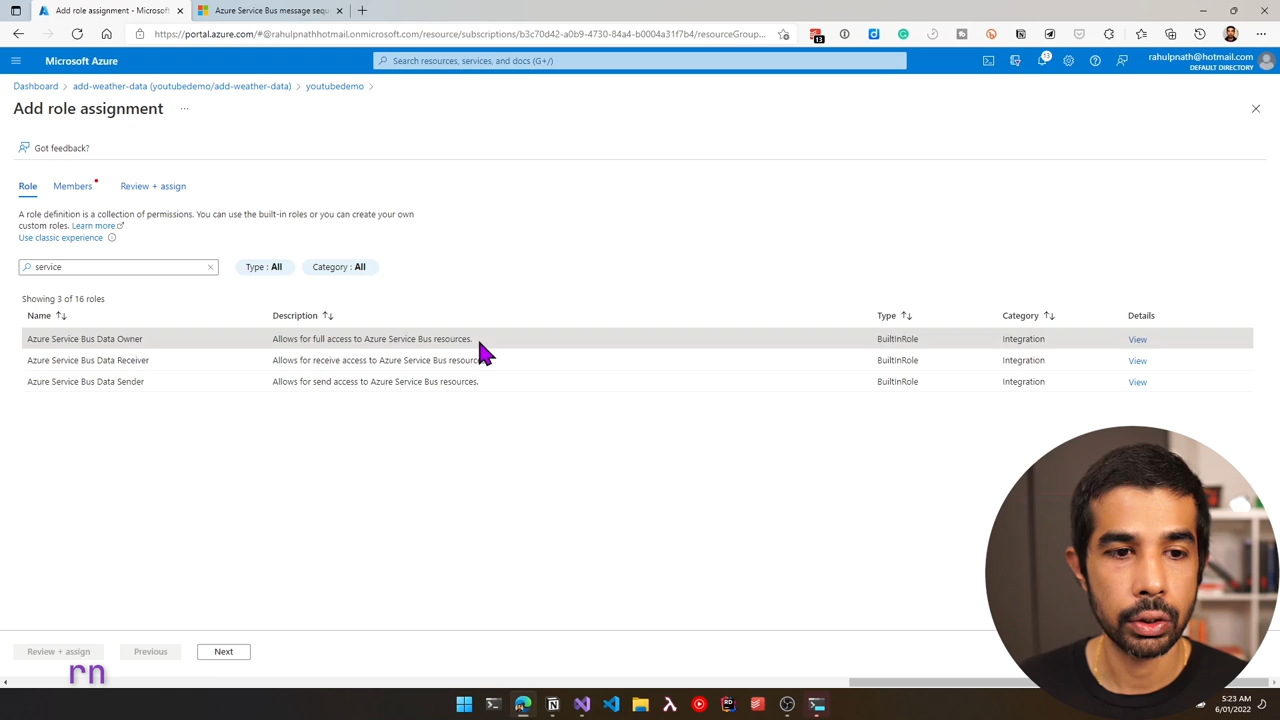 Add role assignment - Microsoft
Azure Service Bus message sequ
https://portal.azure.com/#@rahulpnathhotmail.onmicrosoft.com/resource/subscriptions/b3c70d42-a0b9-4730-84a4-b0004a31f7b4/resourceGroup...
13
Microsoft Azure
Search resources, services, and docs (G+/)
13
rahulpnath@hotmail.com
DEFAULT DIRECTORY
Dashboard > add-weather-data (youtubedemo/add-weather-data) > youtubedemo >
Add role assignment ...
Got feedback?
Role Members Review + assign
A role definition is a collection of permissions. You can use the built-in roles or you can create your own
custom roles. Learn more
Use classic experience
service
Type : All
Category : All
Showing 3 of 16 roles
Name Description Type Category Details
Azure Service Bus Data Owner Allows for full access to Azure Service Bus resources. BuiltInRole Integration View
Azure Service Bus Data Receiver Allows for receive access to Azure Service Bus resources BuiltInRole Integration View
Azure Service Bus Data Sender Allows for send access to Azure Service Bus resources. BuiltInRole Integration View
Review + assign Previous Next
rn
5:23 AM
6/01/2022